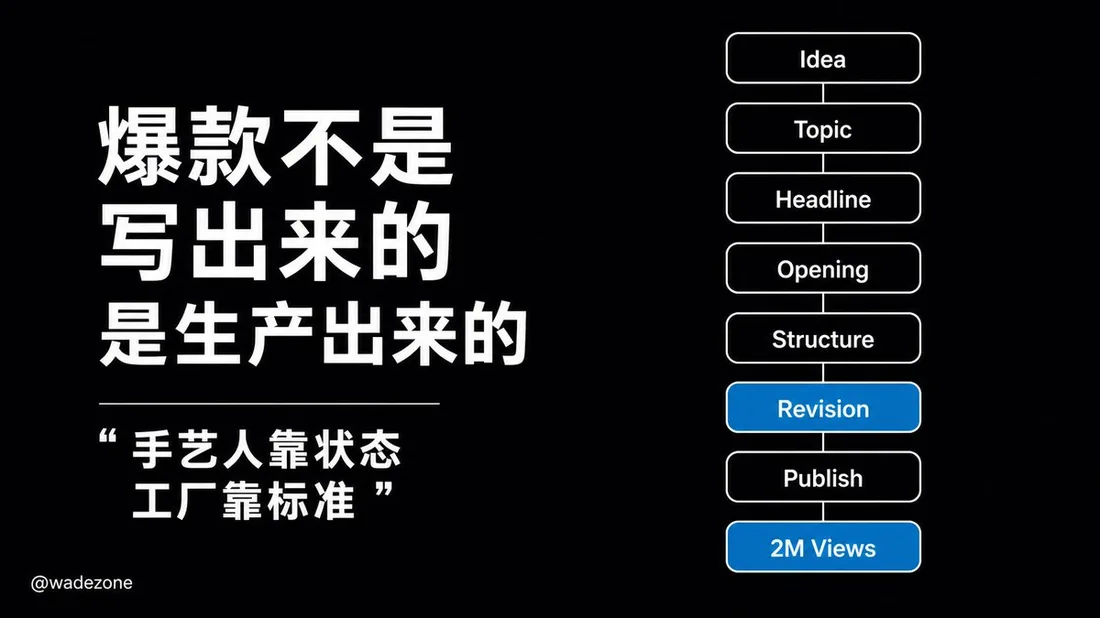 爆款不是
写出来的
是生产出来的
“手艺人靠状态
工厂靠标准”
@wadezone
Idea
Topic
Headline
Opening
Structure
Revision
Publish
2M Views